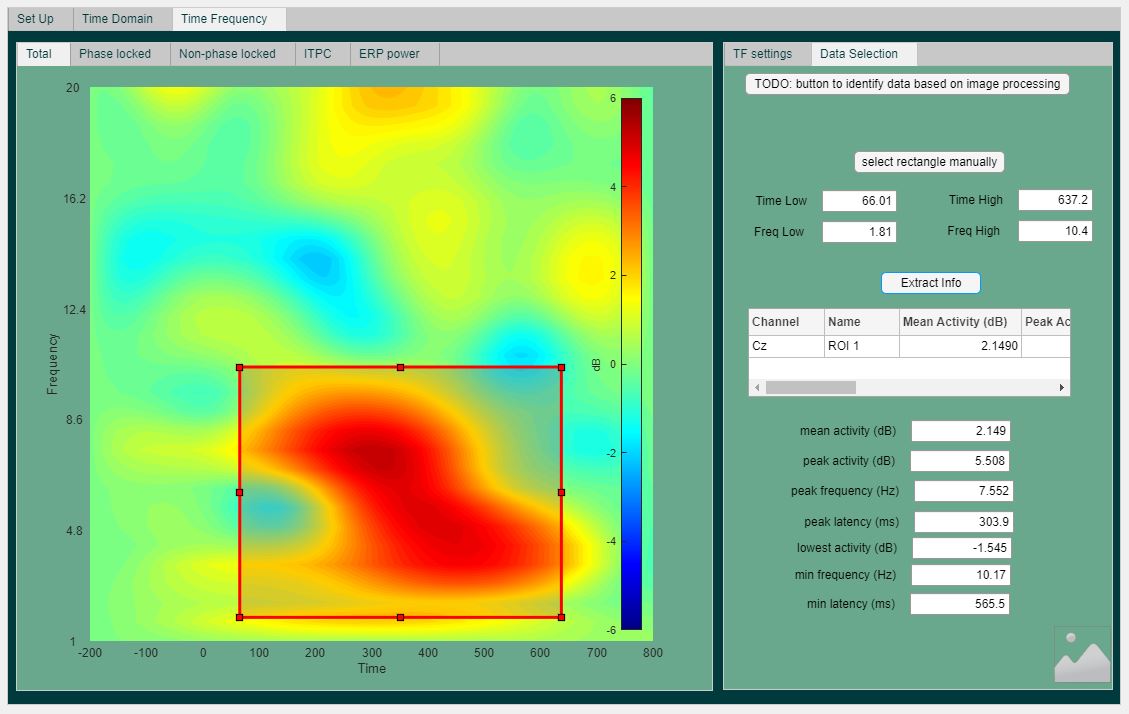 Set Up Time Domain Time Frequency
Total Phase locked Non-phase locked ITPC ERP power
TF settings Data Selection
20
16.2
12.4
8.6
4.8
1
Frequency
-200 -100 0 100 200 300 400 500 600 700 800
Time
6
4
2
0
-2
-4
-6
dB
TODO: button to identify data based on image processing
select rectangle manually
Time Low 66.01 Time High 637.2
Freq Low 1.81 Freq High 10.4
Extract Info
Channel Name Mean Activity (dB) Peak Ac
Cz ROI 1 2.1490
mean activity (dB) 2.149
peak activity (dB) 5.508
peak frequency (Hz) 7.552
peak latency (ms) 303.9
lowest activity (dB) -1.545
min frequency (Hz) 10.17
min latency (ms) 565.5